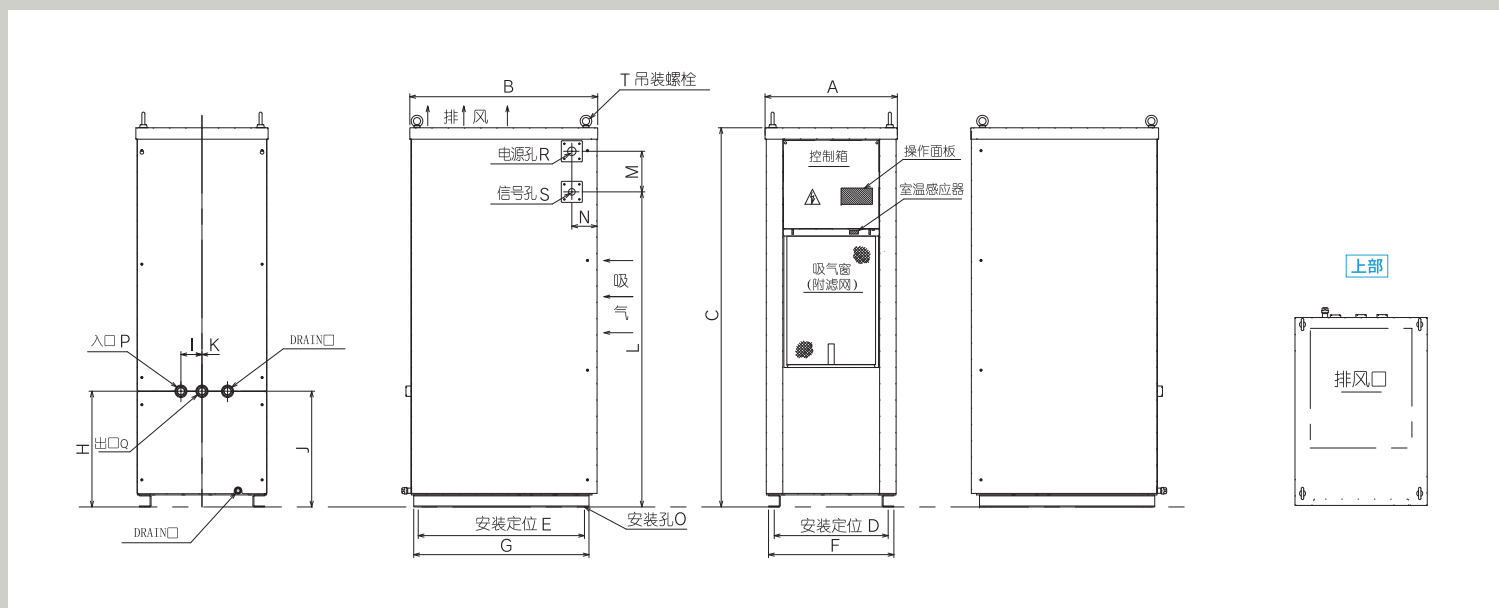 B
T 吊装螺栓
排 风
A
电源孔 R
M
控制箱
操作面板
信号孔 S
室温感应器
N
吸
气
吸气窗
(附滤网)
上部
C
L
入口 P
I K
DRAIN口
排风口
H
出口Q
J
DRAIN口
安装定位 E
安装孔O
安装定位 D
G
F